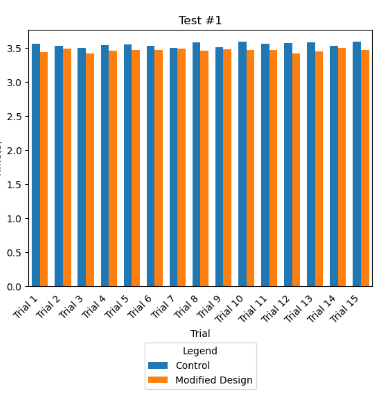 Test #1
3.5
3.0
2.5
2.0
1.5
1.0
0.5
0.0
Trial 1
Trial 2
Trial 3
Trial 4
Trial 5
Trial 6
Trial 7
Trial 8
Trial 9
Trial 10
Trial 11
Trial 12
Trial 13
Trial 14
Trial 15
Trial
Legend
Control
Modified Design